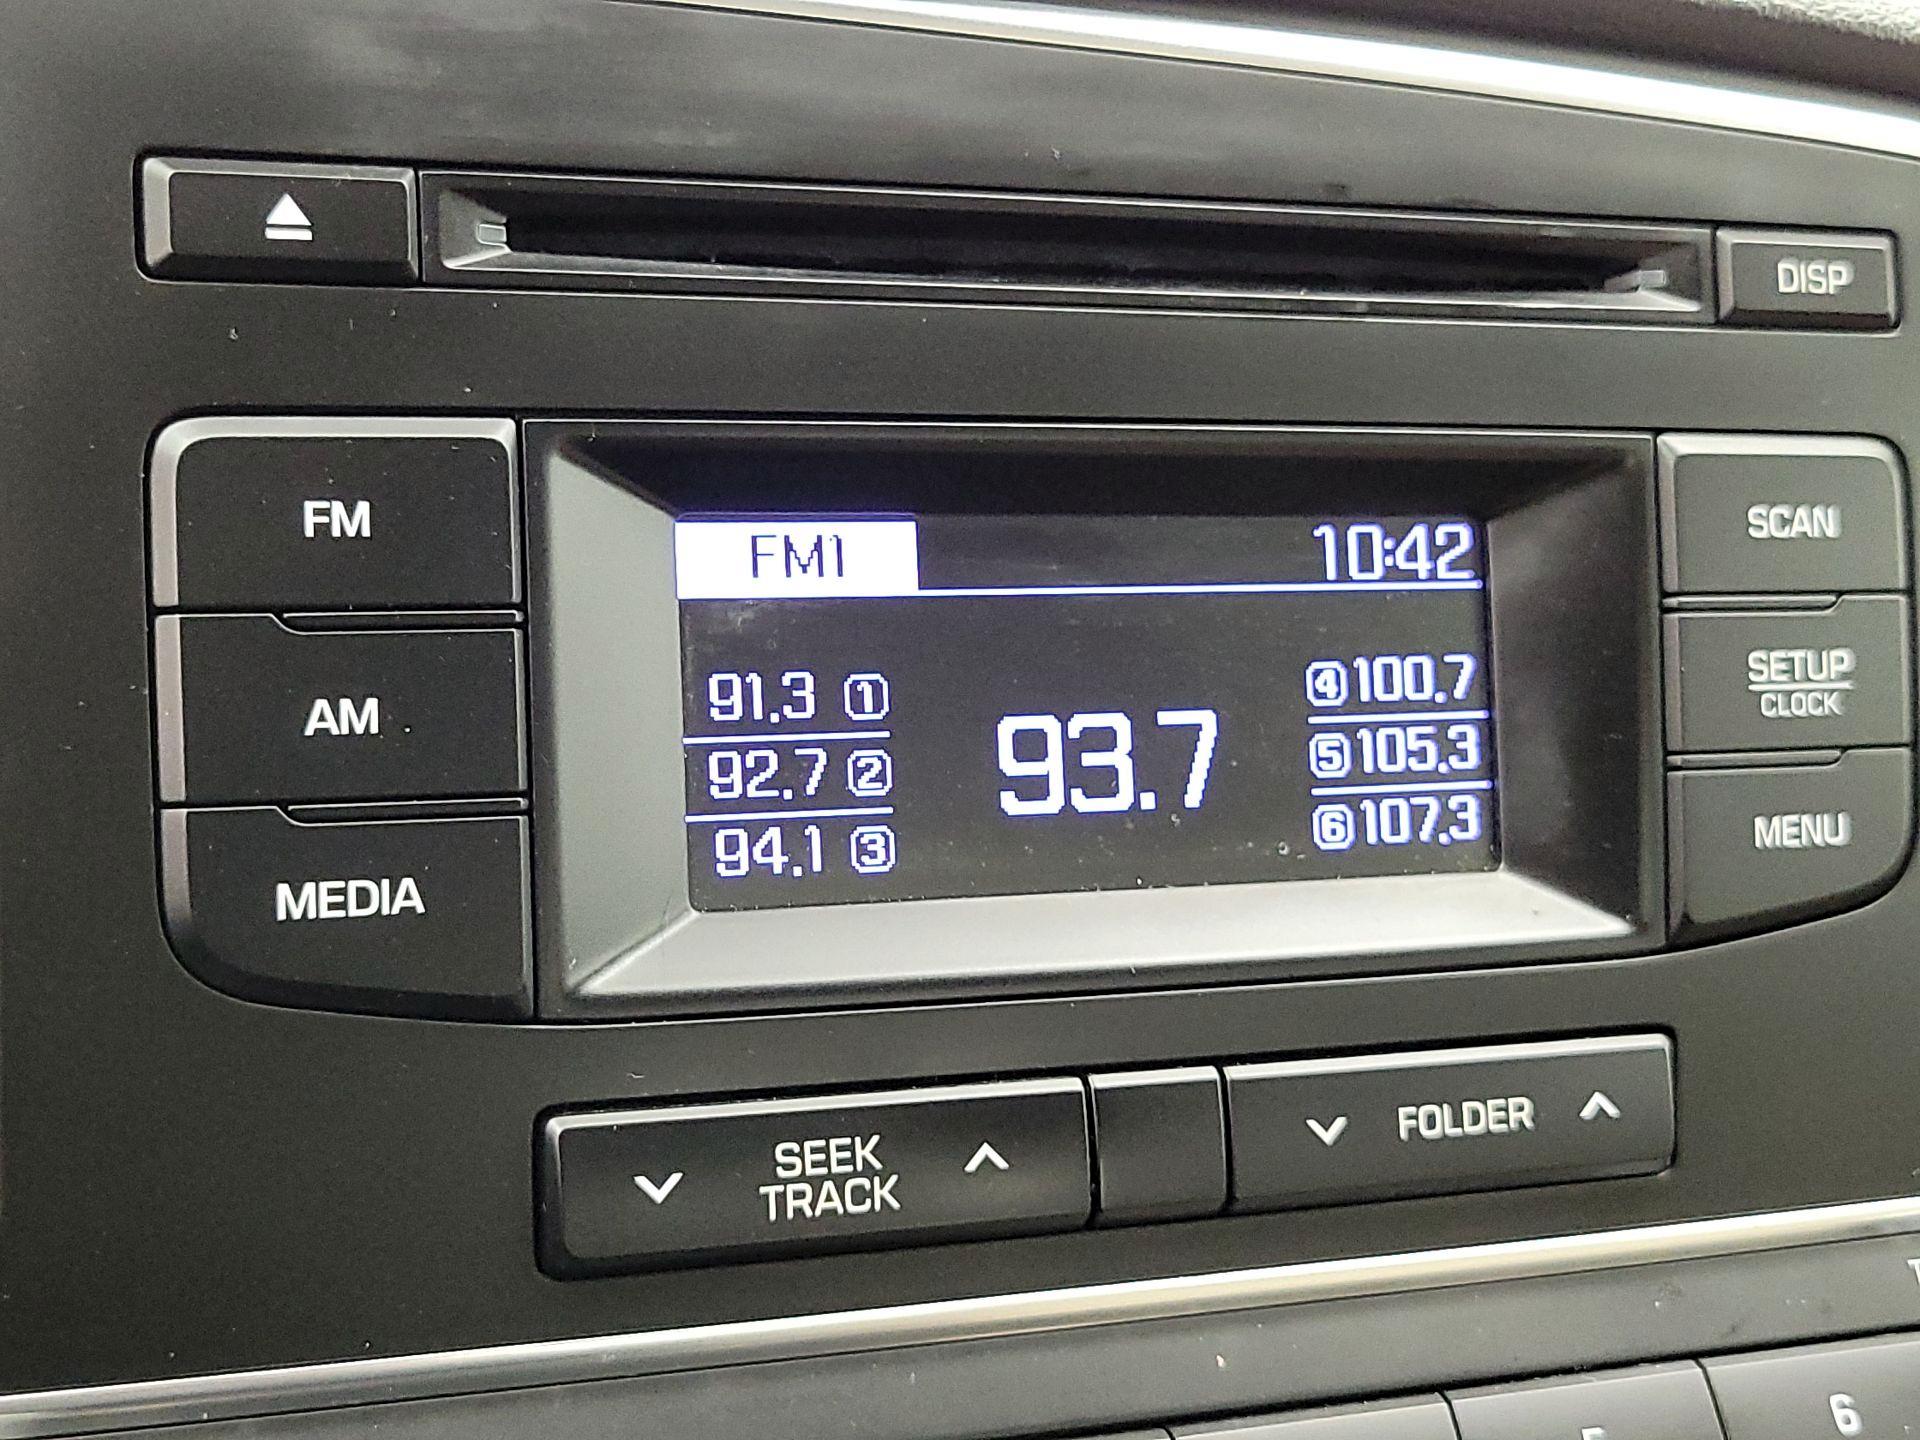 DISP
FM
AM
MEDIA
FM1 10:42
91.3 1
92.7 2
94.1 3
93.7
4 100.7
5 105.3
6 107.3
SCAN
SETUP
CLOCK
MENU
SEEK
TRACK
FOLDER
6